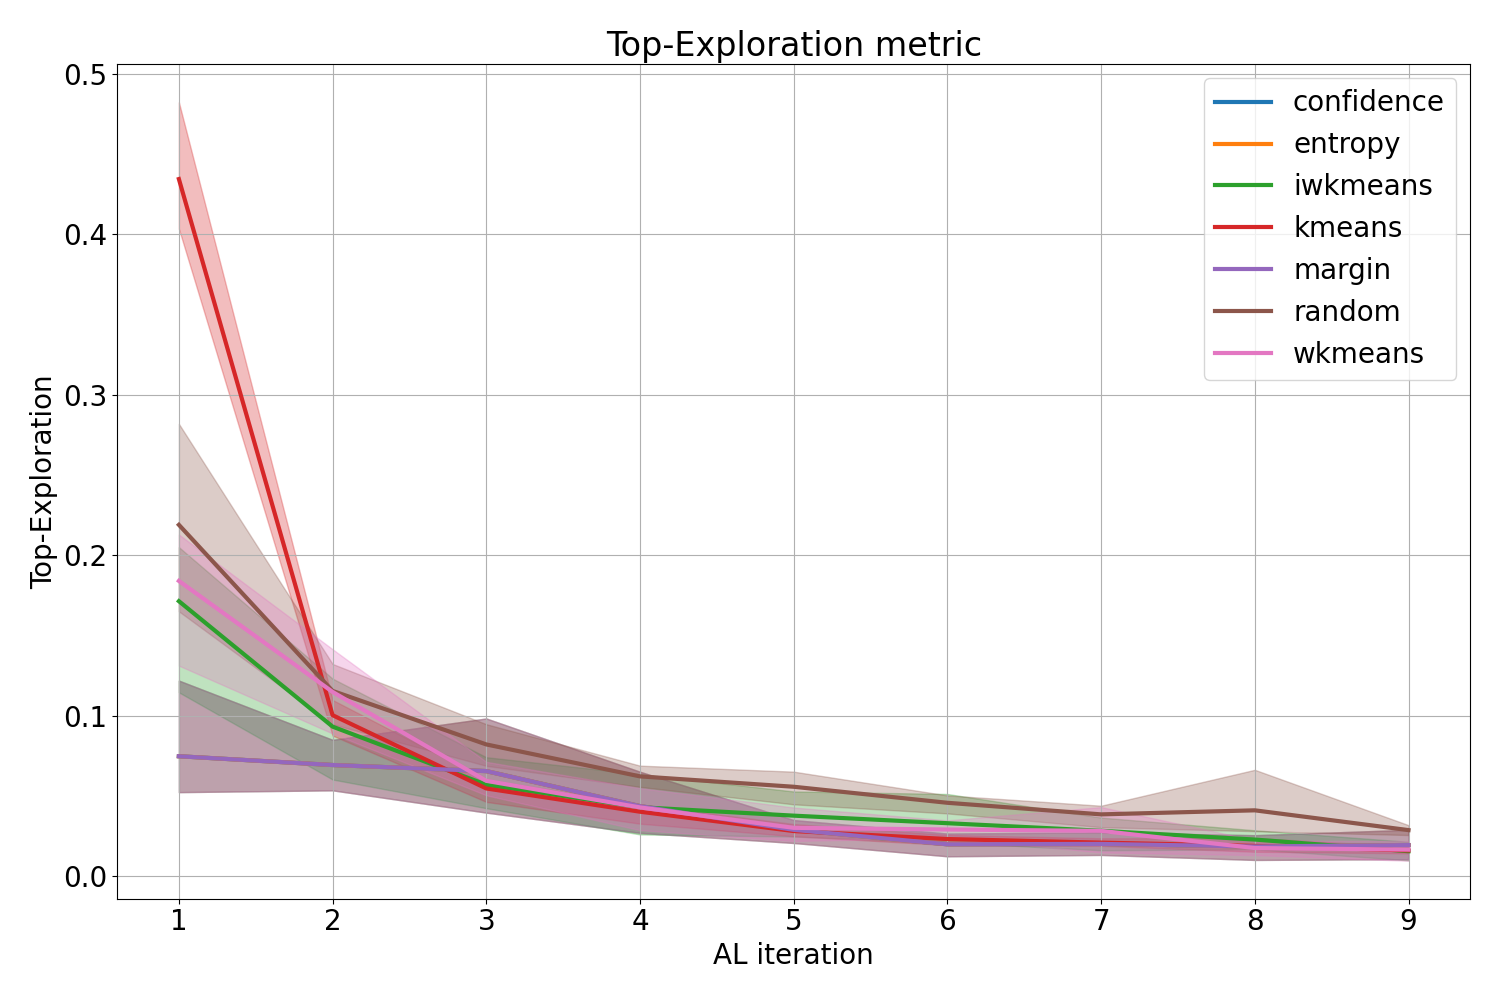 Top-Exploration metric
0.5
0.4
0.3
0.2
0.1
0.0
Top-Exploration
confidence
entropy
iwkmeans
kmeans
margin
random
wkmeans
1 2 3 4 5 6 7 8 9
AL iteration